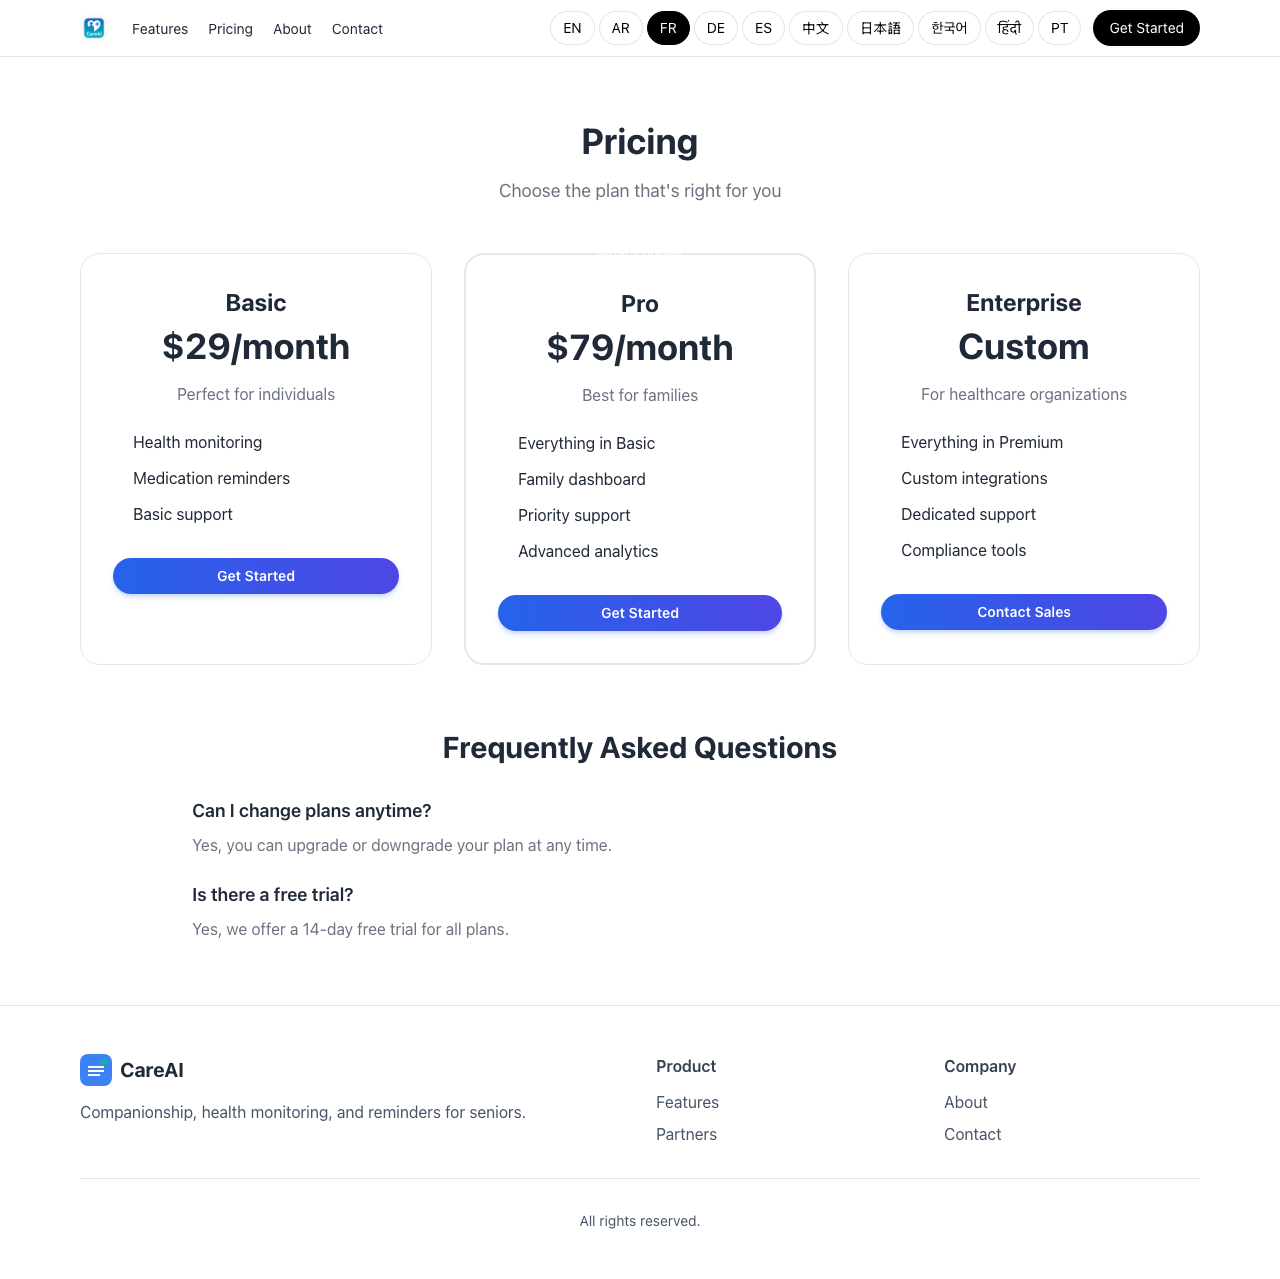 Features Pricing About Contact EN AR FR DE ES 中文 日本語 한국어 हिंदी PT Get Started
Pricing
Choose the plan that's right for you
Basic
$29/month
Perfect for individuals
Health monitoring
Medication reminders
Basic support
Get Started
Pro
$79/month
Best for families
Everything in Basic
Family dashboard
Priority support
Advanced analytics
Get Started
Enterprise
Custom
For healthcare organizations
Everything in Premium
Custom integrations
Dedicated support
Compliance tools
Contact Sales
Frequently Asked Questions
Can I change plans anytime?
Yes, you can upgrade or downgrade your plan at any time.
Is there a free trial?
Yes, we offer a 14-day free trial for all plans.
CareAI
Companionship, health monitoring, and reminders for seniors.
Product
Features
Partners
Company
About
Contact
All rights reserved.